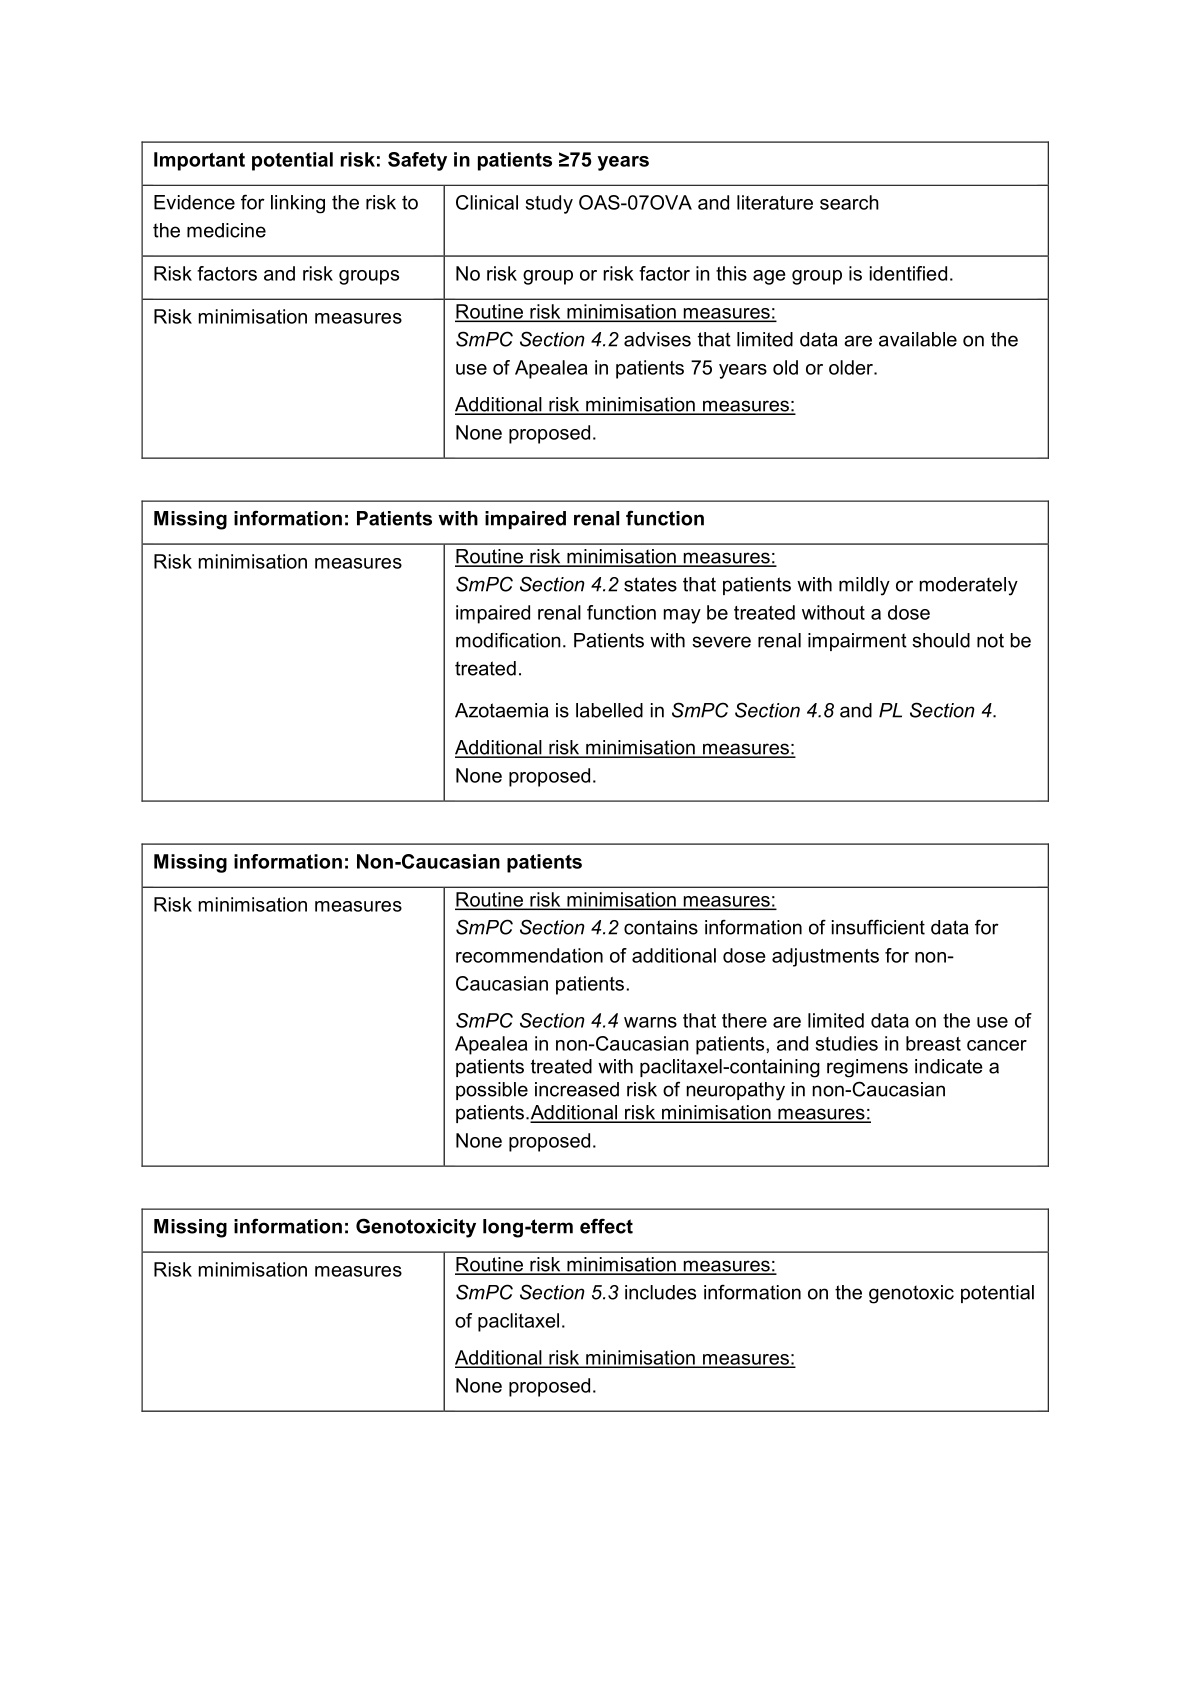 Important potential risk: Safety in patients ≥75 years
Evidence for linking the risk to
the medicine
Clinical study OAS-07OVA and literature search
Risk factors and risk groups
No risk group or risk factor in this age group is identified.
Risk minimisation measures
Routine risk minimisation measures:
SmPC Section 4.2 advises that limited data are available on the
use of Apealea in patients 75 years old or older.
Additional risk minimisation measures:
None proposed.
Missing information: Patients with impaired renal function
Risk minimisation measures
Routine risk minimisation measures:
SmPC Section 4.2 states that patients with mildly or moderately
impaired renal function may be treated without a dose
modification. Patients with severe renal impairment should not be
treated.
Azotaemia is labelled in SmPC Section 4.8 and PL Section 4.
Additional risk minimisation measures:
None proposed.
Missing information: Non-Caucasian patients
Risk minimisation measures
Routine risk minimisation measures:
SmPC Section 4.2 contains information of insufficient data for
recommendation of additional dose adjustments for non-
Caucasian patients.
SmPC Section 4.4 warns that there are limited data on the use of
Apealea in non-Caucasian patients, and studies in breast cancer
patients treated with paclitaxel-containing regimens indicate a
possible increased risk of neuropathy in non-Caucasian
patients.Additional risk minimisation measures:
None proposed.
Missing information: Genotoxicity long-term effect
Risk minimisation measures
Routine risk minimisation measures:
SmPC Section 5.3 includes information on the genotoxic potential
of paclitaxel.
Additional risk minimisation measures:
None proposed.